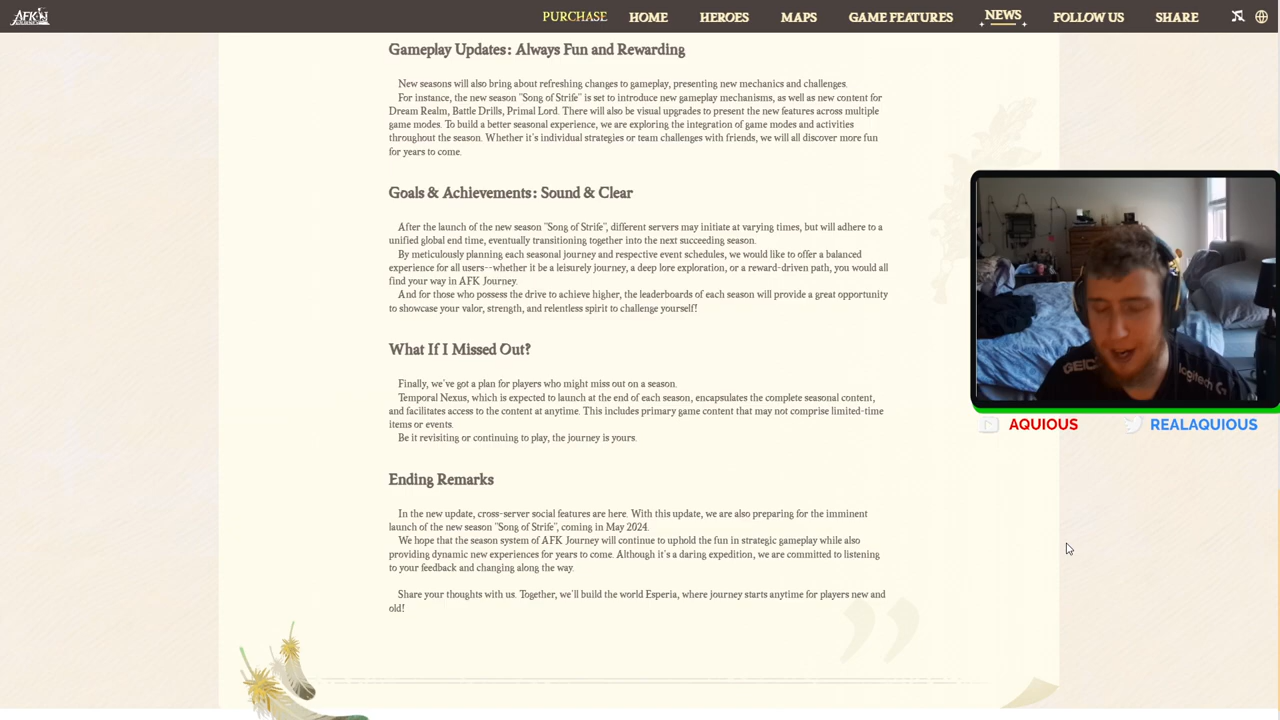 AFK JOURNEY
PURCHASE
HOME
HEROES
MAPS
GAME FEATURES
NEWS
FOLLOW US
SHARE
Gameplay Updates: Always Fun and Rewarding
New seasons will also bring about refreshing changes to gameplay, presenting new mechanics and challenges.
For instance, the new season "Song of Strife" is set to introduce new gameplay mechanisms, as well as new content for
Dream Realm, Battle Drills, Primal Lord. There will also be visual upgrades to present the new features across multiple
game modes. To build a better seasonal experience, we are exploring the integration of game modes and activities
throughout the season. Whether it's individual strategies or team challenges with friends, we will all discover more fun
for years to come.
Goals & Achievements: Sound & Clear
After the launch of the new season "Song of Strife", different servers may initiate at varying times, but will adhere to a
unified global end time, eventually transitioning together into the next succeeding season.
By meticulously planning each seasonal journey and respective event schedules, we would like to offer a balanced
experience for all users--whether it be a leisurely journey, a deep lore exploration, or a reward-driven path, you would all
find your way in AFK Journey.
And for those who possess the drive to achieve higher, the leaderboards of each season will provide a great opportunity
to showcase your valor, strength, and relentless spirit to challenge yourself!
What If I Missed Out?
Finally, we've got a plan for players who might miss out on a season.
Temporal Nexus, which is expected to launch at the end of each season, encapsulates the complete seasonal content,
and facilitates access to the content at anytime. This includes primary game content that may not comprise limited-time
items or events.
Be it revisiting or continuing to play, the journey is yours.
Ending Remarks
In the new update, cross-server social features are here. With this update, we are also preparing for the imminent
launch of the new season "Song of Strife", coming in May 2024.
We hope that the season system of AFK Journey will continue to uphold the fun in strategic gameplay while also
providing dynamic new experiences for years to come. Although it's a daring expedition, we are committed to listening
to your feedback and changing along the way.
Share your thoughts with us. Together, we'll build the world Esperia, where journey starts anytime for players new and
old!
GEICO
logitech G
AQUIOUS
REALAQUIOUS